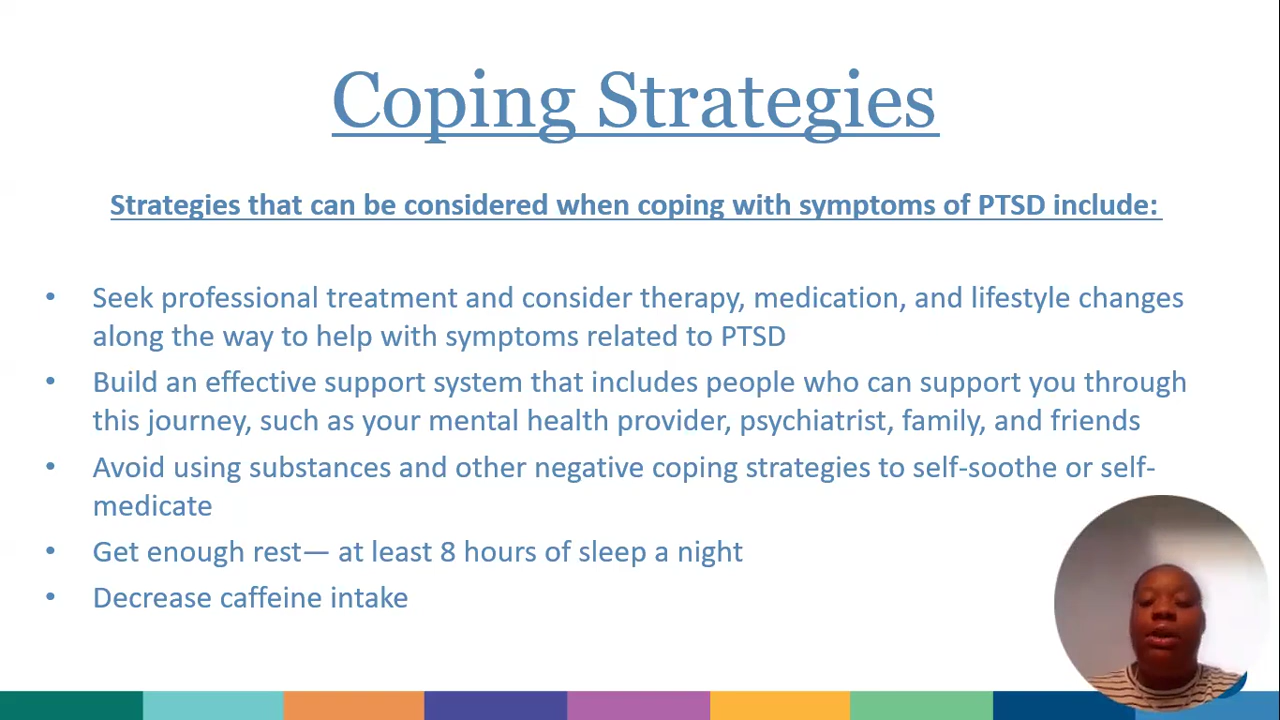 Coping Strategies
Strategies that can be considered when coping with symptoms of PTSD include:
• Seek professional treatment and consider therapy, medication, and lifestyle changes
along the way to help with symptoms related to PTSD
• Build an effective support system that includes people who can support you through
this journey, such as your mental health provider, psychiatrist, family, and friends
• Avoid using substances and other negative coping strategies to self-soothe or self-
medicate
• Get enough rest— at least 8 hours of sleep a night
• Decrease caffeine intake